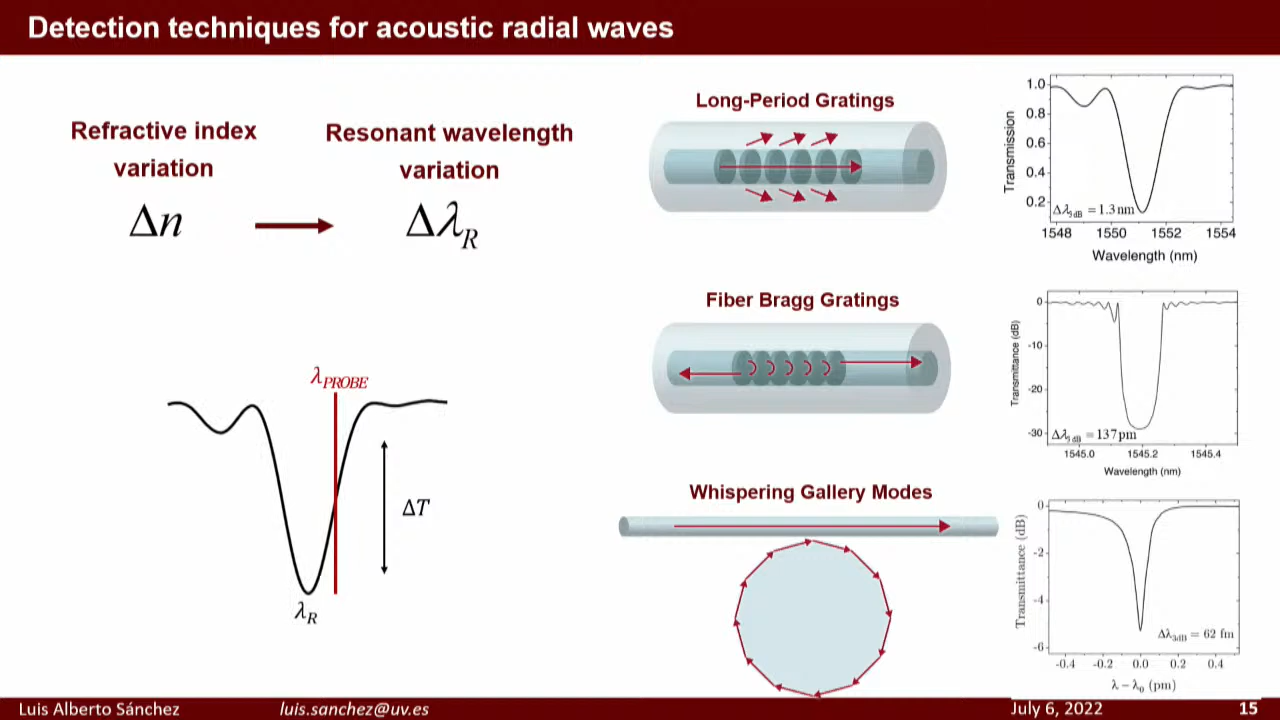 Detection techniques for acoustic radial waves
Refractive index
variation
Δn
Resonant wavelength
variation
Δλ_R
λ_PROBE
ΔT
λ_R
Long-Period Gratings
1.0
0.8
0.6
0.4
0.2
Transmission
Δλ_3dB = 1.3 nm
1548 1550 1552 1554
Wavelength (nm)
Fiber Bragg Gratings
0
-10
-20
-30
Transmittance (dB)
Δλ_3dB = 137 pm
1545.0 1545.2 1545.4
Wavelength (nm)
Whispering Gallery Modes
0
-2
-4
-6
Transmittance (dB)
Δλ_3dB = 62 fm
-0.4 -0.2 0.0 0.2 0.4
λ − λ_0 (pm)
Luis Alberto Sánchez luis.sanchez@uv.es July 6, 2022 15